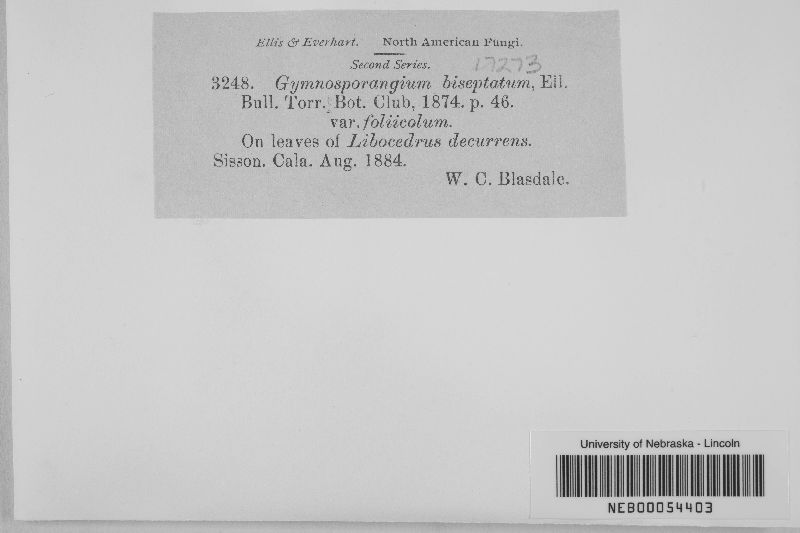 Ellis & Everhart. North American Fungi.
Second Series. 17273
3248. Gymnosporangium biseptatum, Ell.
Bull. Torr. Bot. Club, 1874. p. 46.
var. foliicolum.
On leaves of Libocedrus decurrens.
Sisson. Cala. Aug. 1884.
W. C. Blasdale.
University of Nebraska - Lincoln
NEB00054403